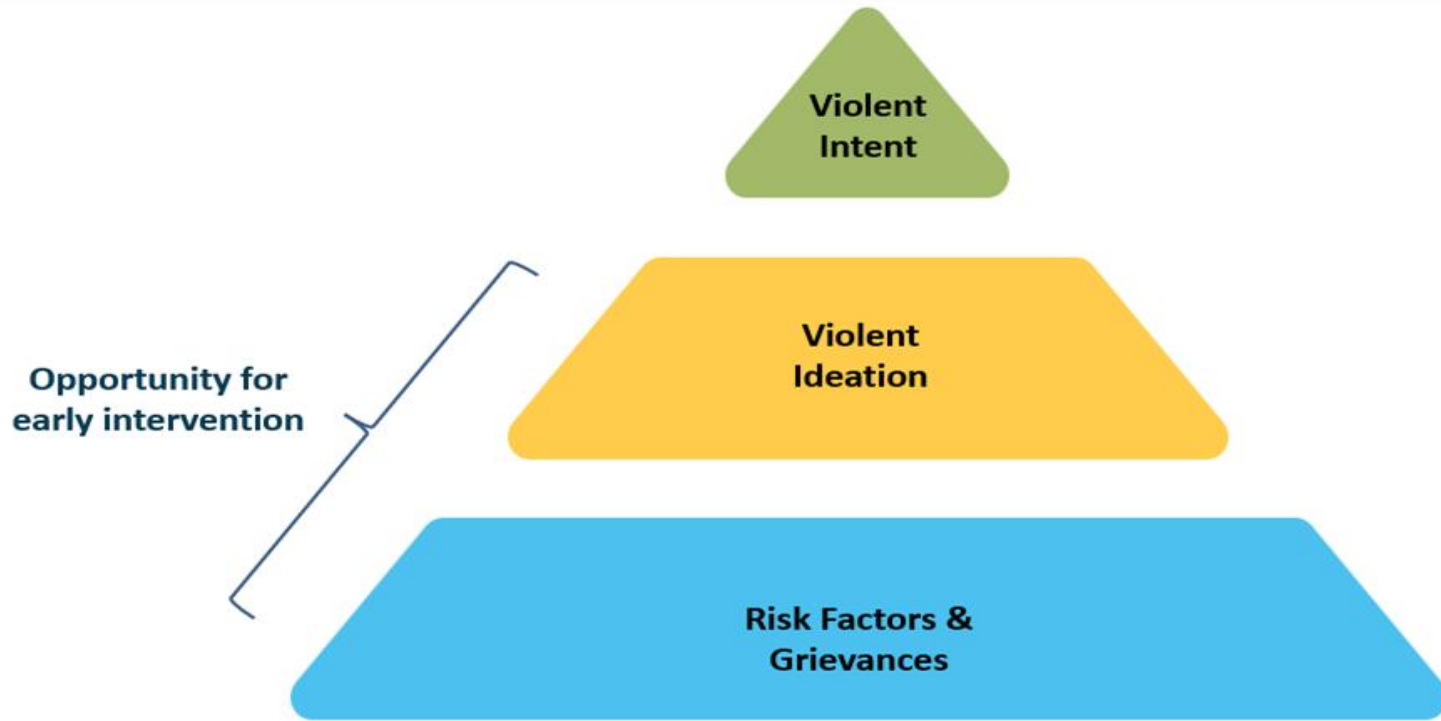 Violent
Intent
Violent
Ideation
Opportunity for
early intervention
Risk Factors &
Grievances